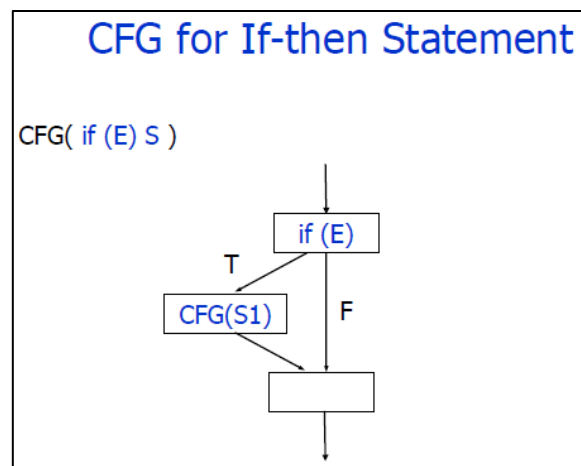 CFG for If-then Statement
CFG( if (E) S )
if (E)
T
CFG(S1)
F